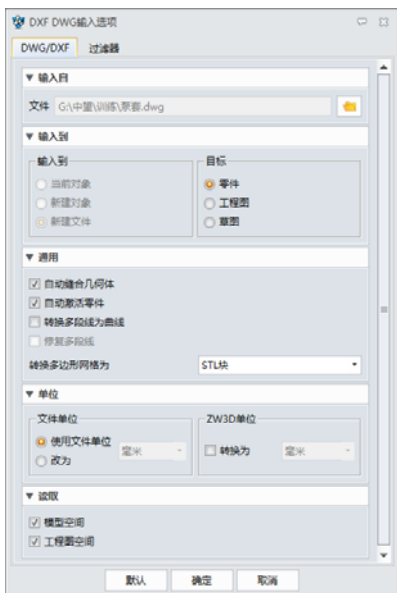 DXF DWG输入选项
DWG/DXF 过滤器
▼ 输入自
文件 G:\中望\训练\泵套.dwg
▼ 输入到
输入到 目标
当前对象 零件
新建对象 工程图
新建文件 草图
▼ 通用
自动缝合几何体
自动激活零件
转换多段线为曲线
修复多段线
转换多边形网格为 STL块
▼ 单位
文件单位 ZW3D单位
使用文件单位 毫米 转换为 毫米
改为
▼ 读取
模型空间
工程图空间
默认 确定 取消